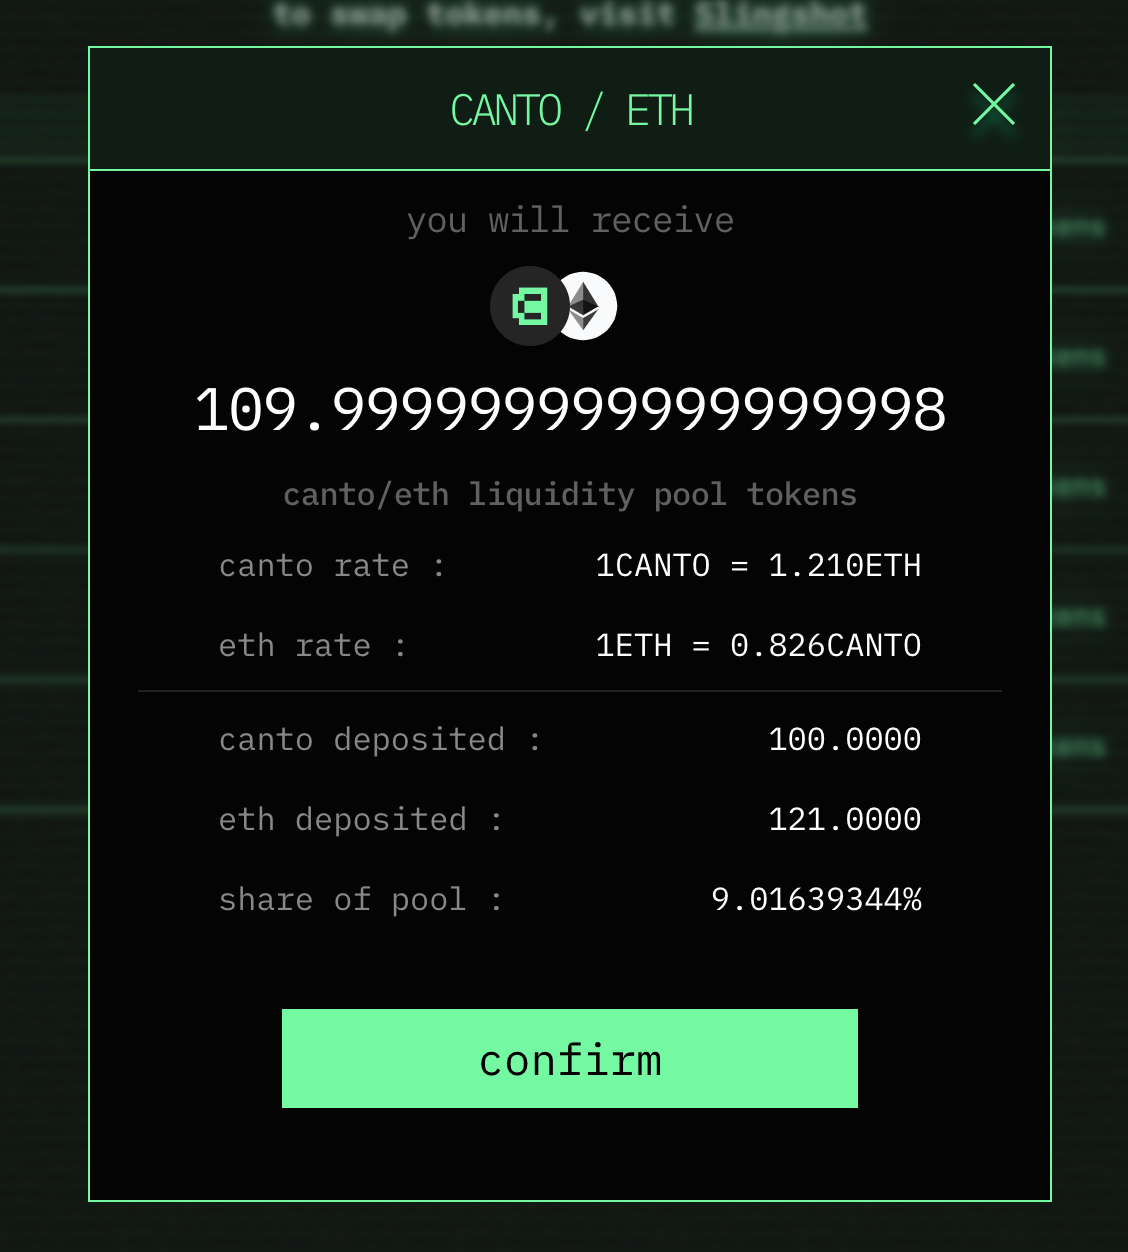 to swap tokens, visit Slingshot
CANTO / ETH
you will receive
109.999999999999999998
canto/eth liquidity pool tokens
canto rate : 1CANTO = 1.210ETH
eth rate : 1ETH = 0.826CANTO
canto deposited : 100.0000
eth deposited : 121.0000
share of pool : 9.01639344%
confirm